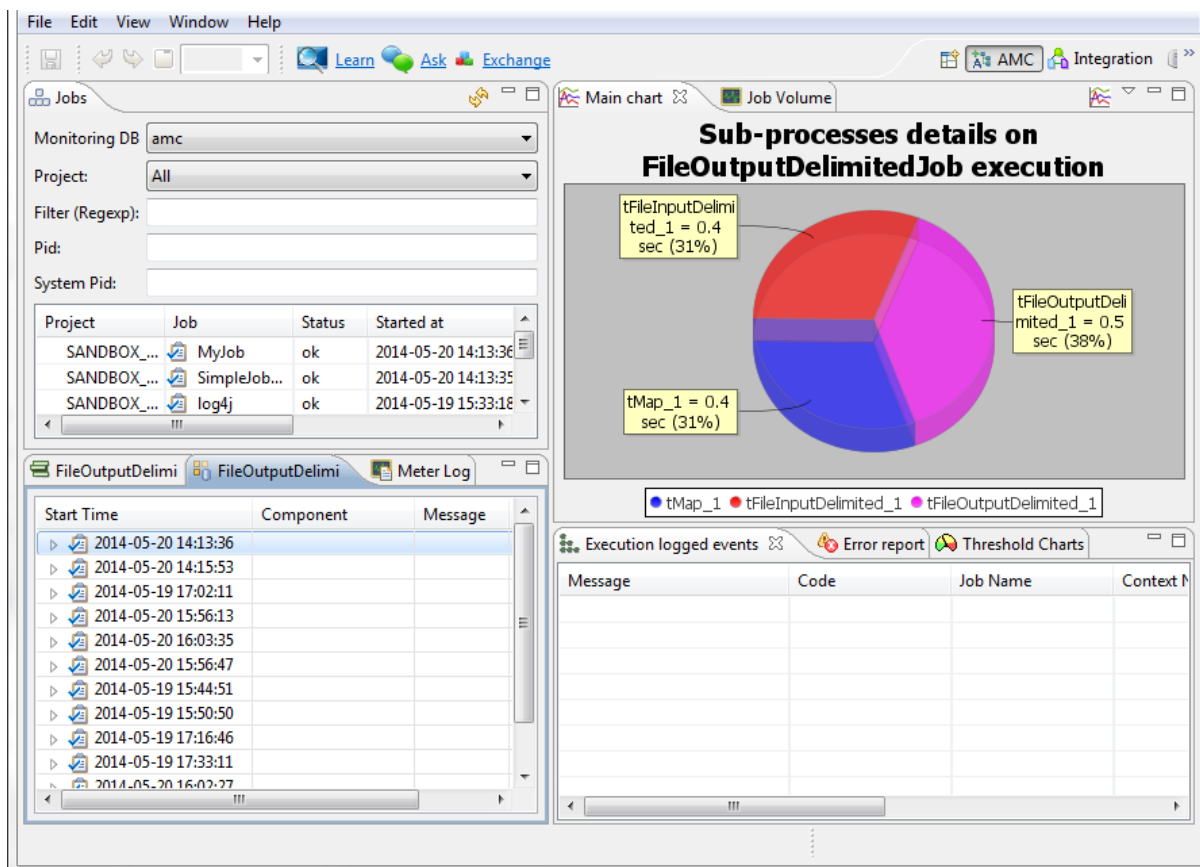 File Edit View Window Help
Learn Ask Exchange
AMC Integration »
Jobs
Monitoring DB amc
Project: All
Filter (Regexp):
Pid:
System Pid:
Project Job Status Started at
SANDBOX_... MyJob ok 2014-05-20 14:13:36
SANDBOX_... SimpleJob... ok 2014-05-20 14:13:35
SANDBOX_... log4j ok 2014-05-19 15:33:18
FileOutputDelimi FileOutputDelimi Meter Log
Start Time Component Message
2014-05-20 14:13:36
2014-05-20 14:15:53
2014-05-19 17:02:11
2014-05-20 15:56:13
2014-05-20 16:03:35
2014-05-20 15:56:47
2014-05-19 15:44:51
2014-05-19 15:50:50
2014-05-19 17:16:46
2014-05-19 17:33:11
2014-05-20 16:02:27
Main chart Job Volume
Sub-processes details on
FileOutputDelimitedJob execution
tFileInputDelimi
ted_1 = 0.4
sec (31%)
tFileOutputDeli
mited_1 = 0.5
sec (38%)
tMap_1 = 0.4
sec (31%)
tMap_1 tFileInputDelimited_1 tFileOutputDelimited_1
Execution logged events Error report Threshold Charts
Message Code Job Name Context N